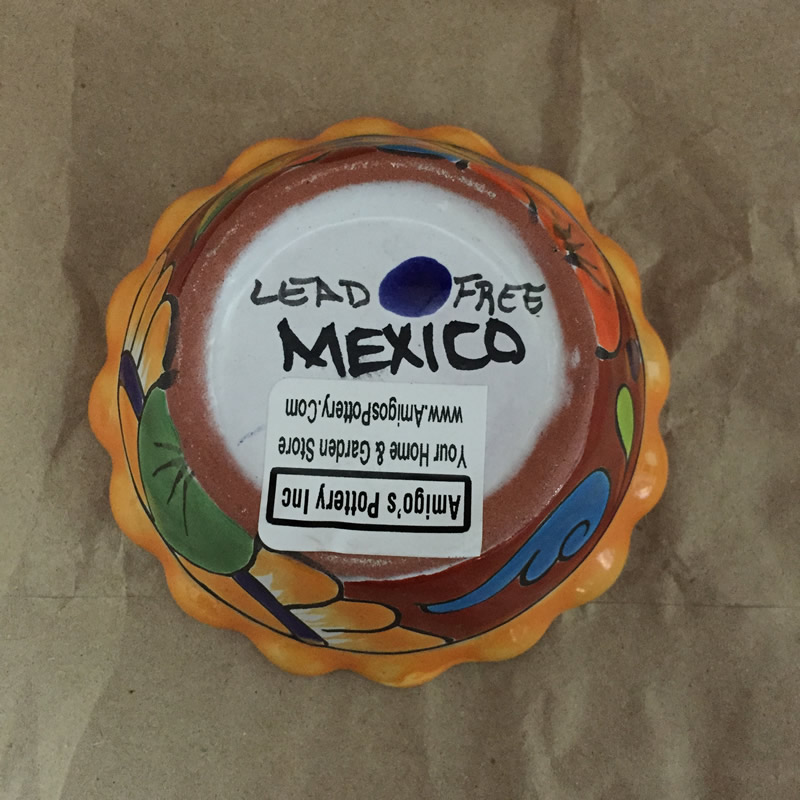 LEAD FREE
MEXICO
Amigo's Pottery Inc
Your Home & Garden Store
www.AmigosPottery.Com